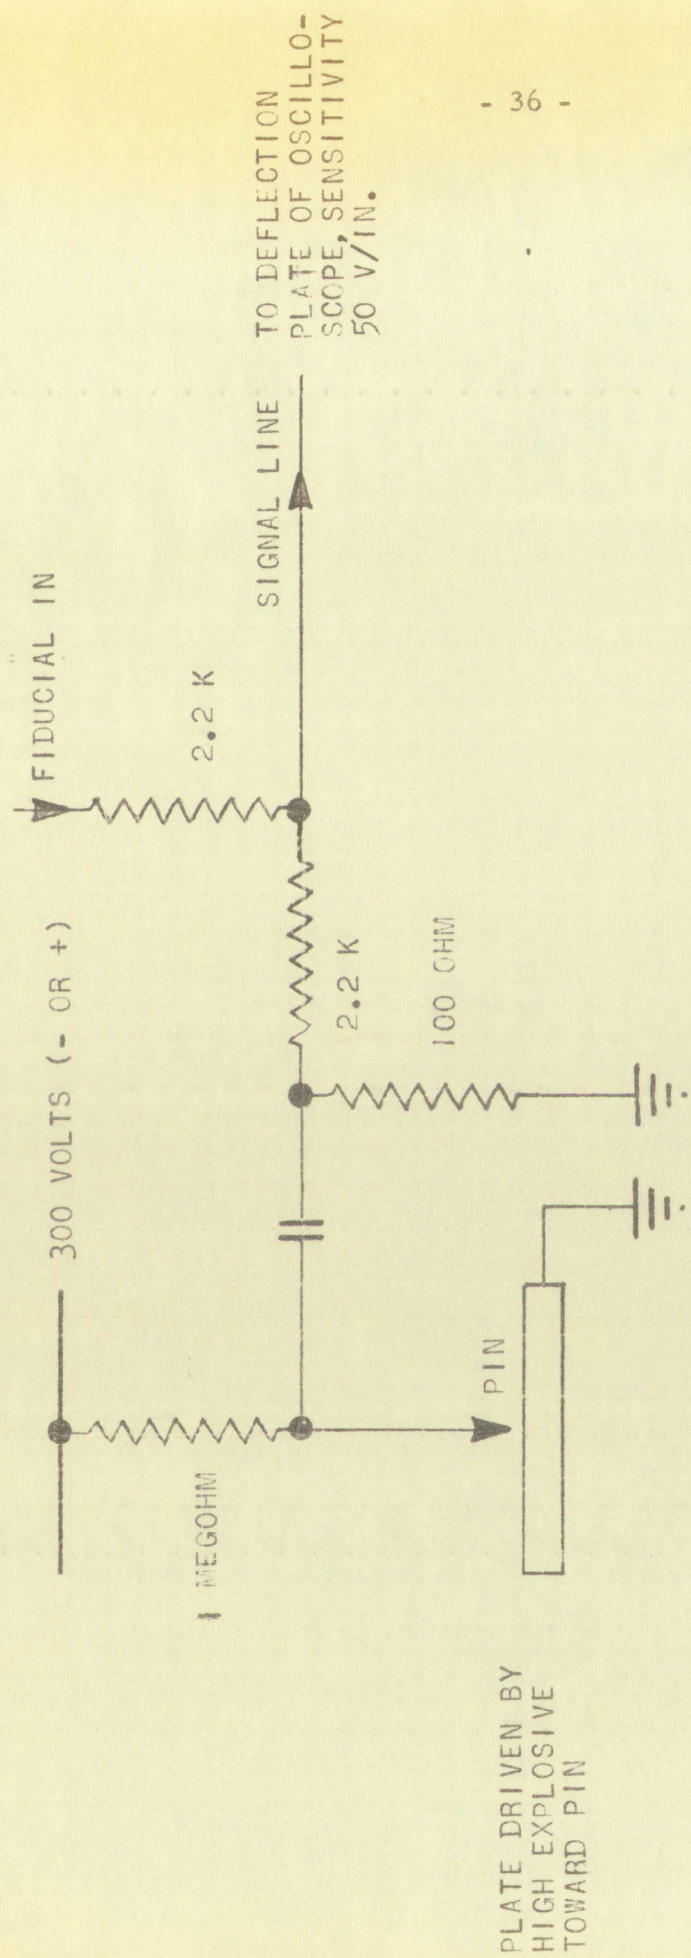 - 36 -
300 VOLTS (- OR +)
FIDUCIAL IN
1 MEGOHM
2.2 K
SIGNAL LINE
TO DEFLECTION
PLATE OF OSCILLO-
SCOPE, SENSITIVITY
50 V/IN.
2.2 K
100 OHM
PIN
PLATE DRIVEN BY
HIGH EXPLOSIVE
TOWARD PIN